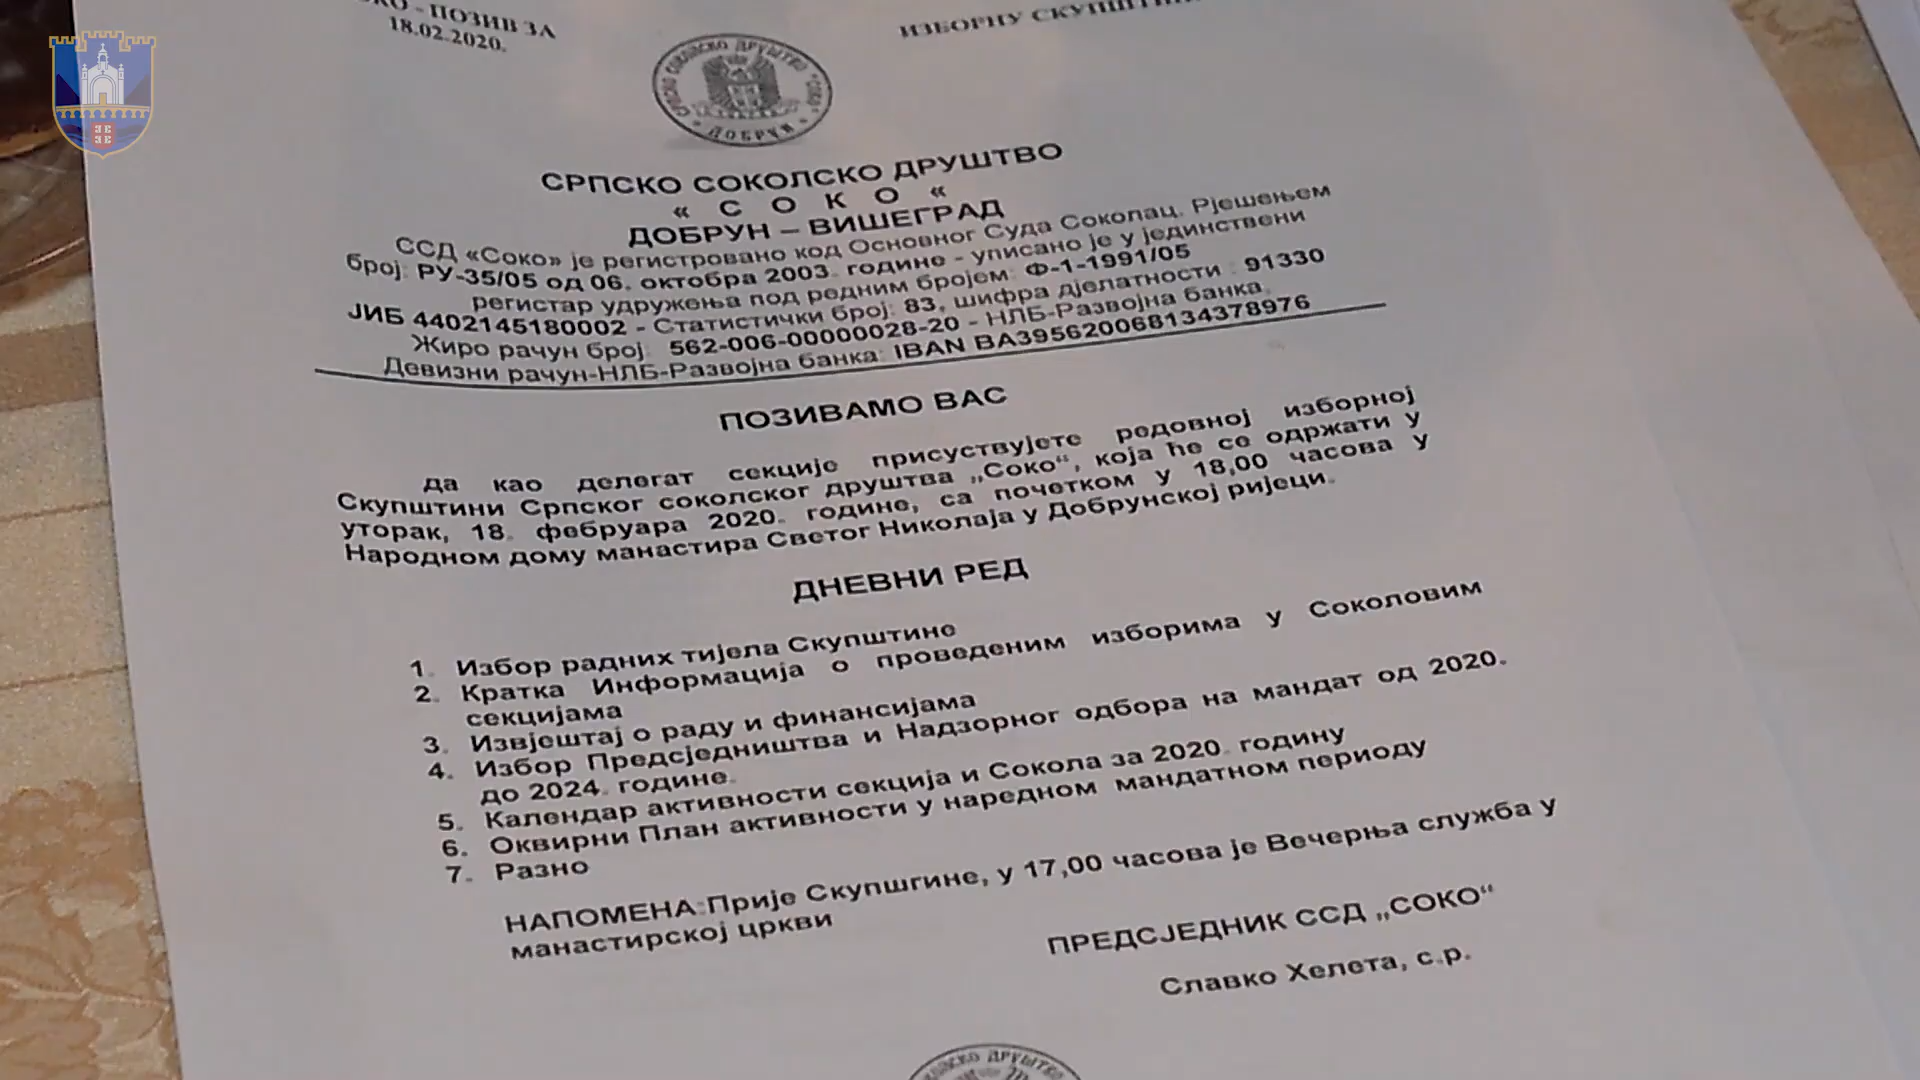 - ПОЗИВ ЗА
ИЗБОРНУ СКУПШТИН
18.02.2020.
СРПСКО СОКОЛСКО ДРУШТВО "СОКО"
ДОБРУН
СРПСКО СОКОЛСКО ДРУШТВО
« С О К О «
ДОБРУН – ВИШЕГРАД
ССД «Соко» је регистровано код Основног Суда Соколац. Рјешењем
број: РУ-35/05 од 06. октобра 2003. године - уписано је у јединствени
регистар удружења под редним бројем: Ф-1-1991/05
ЈИБ 4402145180002 - Статистички број: 83, шифра дјелатности : 91330
Жиро рачун број: 562-006-00000028-20 - НЛБ-Развојна банка.
Девизни рачун-НЛБ-Развојна банка: IBAN BA395620068134378976
ПОЗИВАМО ВАС
да као делегат секције присуствујете редовној изборној
Скупштини Српског соколског друштва „Соко“, која ће се одржати у
уторак, 18. фебруара 2020. године, са почетком у 18,00 часова у
Народном дому манастира Светог Николаја у Добрунској ријеци.
ДНЕВНИ РЕД
1. Избор радних тијела Скупштине
2. Кратка Информација о проведеним изборима у Соколовим
секцијама
3. Извјештај о раду и финансијама
4. Избор Предсједништва и Надзорног одбора на мандат од 2020.
до 2024. године.
5. Календар активности секција и Сокола за 2020. годину
6. Оквирни План активности у наредном мандатном периоду
7. Разно
НАПОМЕНА:Прије Скупшгине, у 17,00 часова је Вечерња служба у
манастирској цркви
ПРЕДСЈЕДНИК ССД „СОКО“
Славко Хелета, с.р.
ДРУШТВО